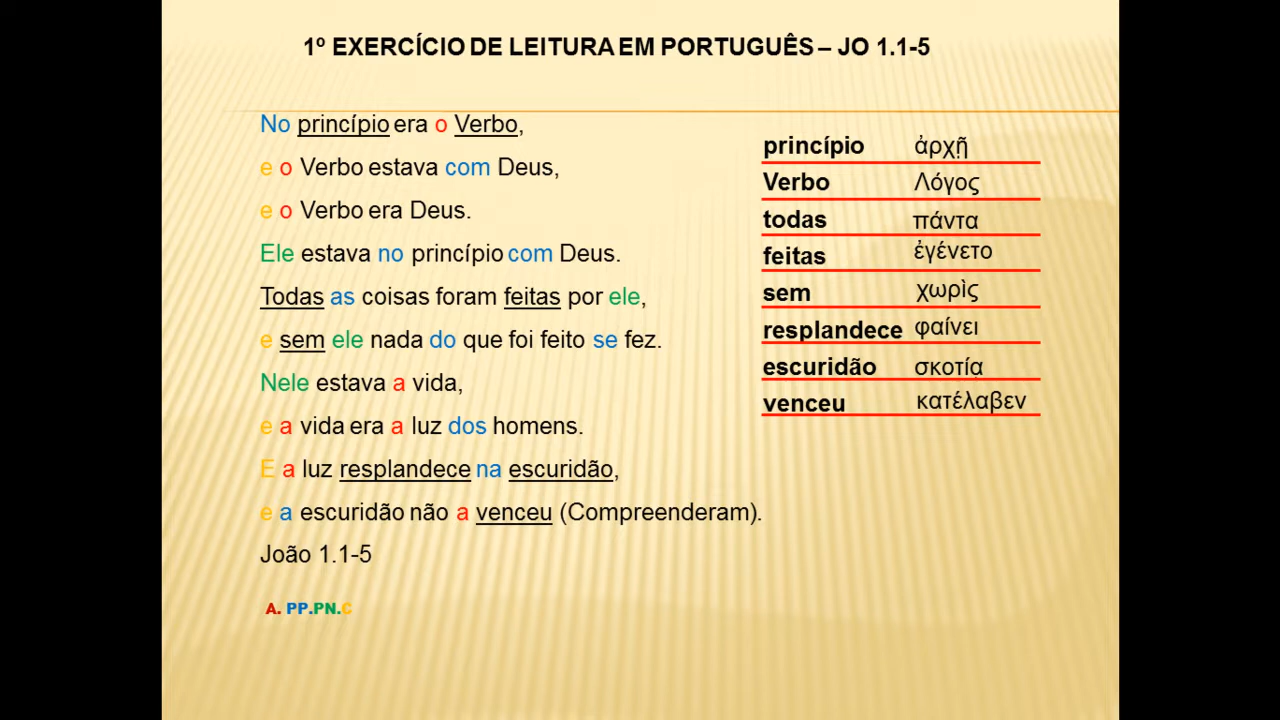 1º EXERCÍCIO DE LEITURA EM PORTUGUÊS – JO 1.1-5
No princípio era o Verbo,
e o Verbo estava com Deus,
e o Verbo era Deus.
Ele estava no princípio com Deus.
Todas as coisas foram feitas por ele,
e sem ele nada do que foi feito se fez.
Nele estava a vida,
e a vida era a luz dos homens.
E a luz resplandece na escuridão,
e a escuridão não a venceu (Compreenderam).
João 1.1-5
A. PP.PN.C
princípio ἀρχῇ
Verbo Λόγος
todas πάντα
feitas ἐγένετο
sem χωρὶς
resplandece φαίνει
escuridão σκοτίᾳ
venceu κατέλαβεν